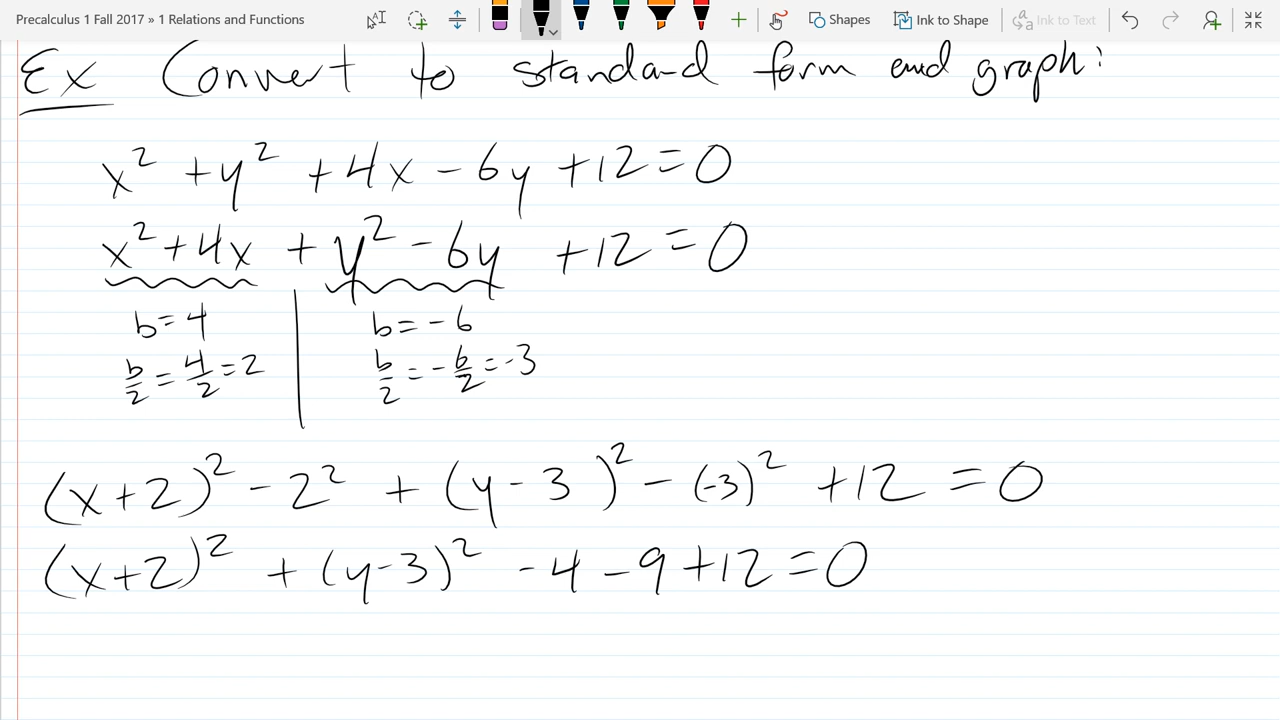 Precalculus 1 Fall 2017 » 1 Relations and Functions Shapes Ink to Shape Ink to Text
Ex Convert to standard form and graph:
x² + y² + 4x - 6y + 12 = 0
x² + 4x + y² - 6y + 12 = 0
b = 4 b = -6
b/2 = 4/2 = 2 b/2 = -6/2 = -3
(x+2)² - 2² + (y-3)² - (-3)² + 12 = 0
(x+2)² + (y-3)² - 4 - 9 + 12 = 0